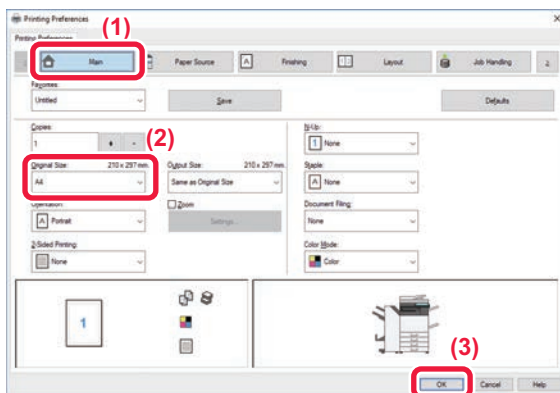 Printing Preferences
(1)
Printing Preferences
Main Paper Source Finishing Layout Job Handling
Favorites:
Untitled Save Defaults
Copies: N-Up:
1 + - (2) 1 None
Original Size: 210 x 297 mm. Output Size: 210 x 297 mm. Staple:
A4 Same as Original Size A None
Orientation: Zoom Document Filing:
A Portrait Settings... None
2-Sided Printing: Color Mode:
None Color
1
(3)
OK Cancel Help